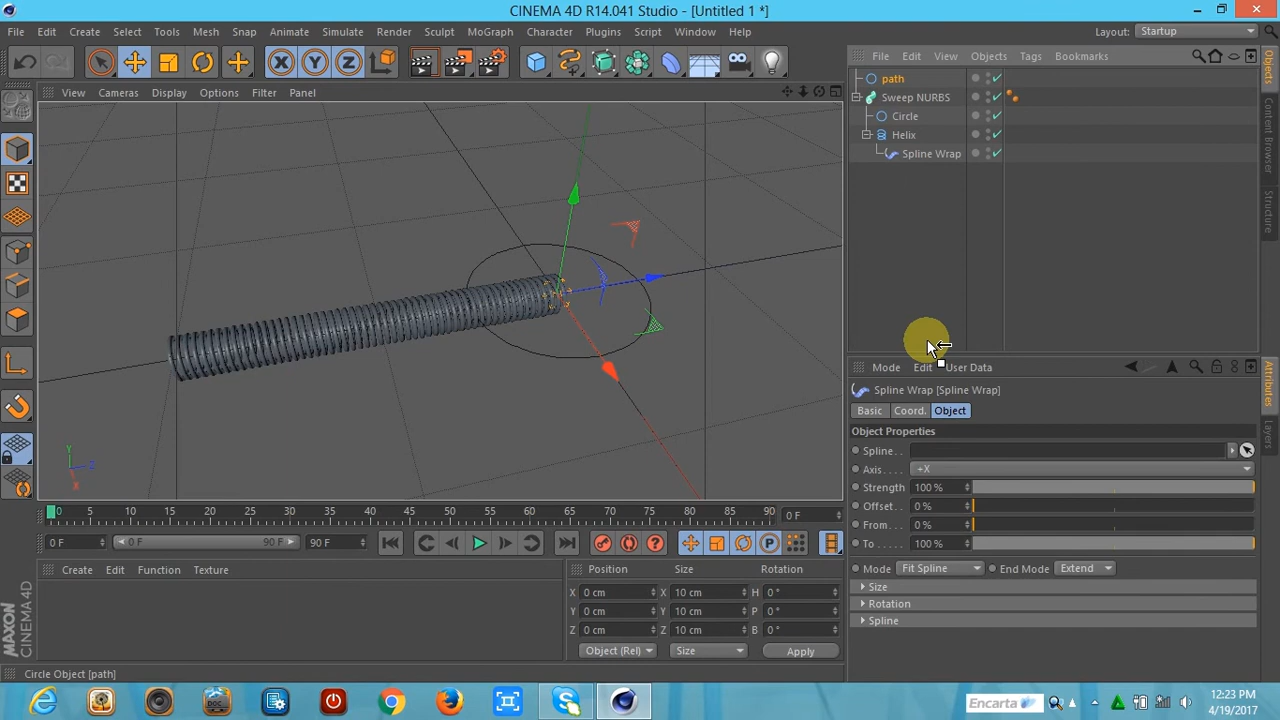 CINEMA 4D R14.041 Studio - [Untitled 1 *]
File Edit Create Select Tools Mesh Snap Animate Simulate Render Sculpt MoGraph Character Plugins Script Window Help Layout: Startup
X Y Z
File Edit View Objects Tags Bookmarks
View Cameras Display Options Filter Panel
path
Sweep NURBS
Circle
Helix
Spline Wrap
Objects
Content Browser
Structure
Mode Edit User Data
Spline Wrap [Spline Wrap]
Basic Coord. Object
Object Properties
Spline . .
Axis . . . . +X
Strength 100 %
Offset . . 0 %
From . . 0 %
To . . . . . 100 %
Mode Fit Spline End Mode Extend
Size
Rotation
Spline
Attributes
Layers
Y
Z
X
0 5 10 15 20 25 30 35 40 45 50 55 60 65 70 75 80 85 90 0 F
0 F 0 F 90 F 90 F
P
Create Edit Function Texture
Position Size Rotation
X 0 cm X 10 cm H 0 °
Y 0 cm Y 10 cm P 0 °
Z 0 cm Z 10 cm B 0 °
Object (Rel) Size Apply
MAXON
CINEMA 4D
Circle Object [path]
DOC
Encarta
12:23 PM
4/19/2017